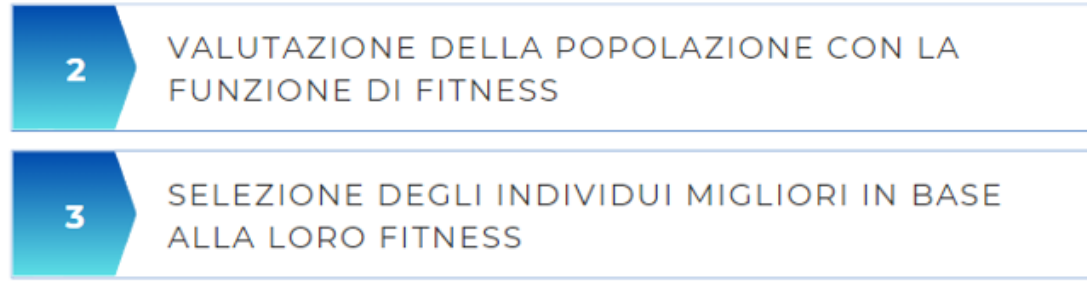 2
VALUTAZIONE DELLA POPOLAZIONE CON LA
FUNZIONE DI FITNESS
3
SELEZIONE DEGLI INDIVIDUI MIGLIORI IN BASE
ALLA LORO FITNESS